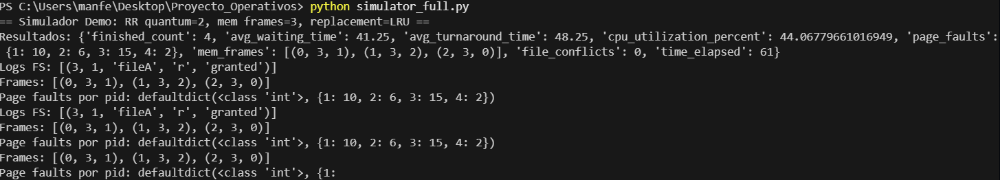 PS C:\Users\manfe\Desktop\Proyecto_Operativos> python simulator_full.py
== Simulador Demo: RR quantum=2, mem frames=3, replacement=LRU ==
Resultados: {'finished_count': 4, 'avg_waiting_time': 41.25, 'avg_turnaround_time': 48.25, 'cpu_utilization_percent': 44.06779661016949, 'page_faults':
{1: 10, 2: 6, 3: 15, 4: 2}, 'mem_frames': [(0, 3, 1), (1, 3, 2), (2, 3, 0)], 'file_conflicts': 0, 'time_elapsed': 61}
Logs FS: [(3, 1, 'fileA', 'r', 'granted')]
Frames: [(0, 3, 1), (1, 3, 2), (2, 3, 0)]
Page faults por pid: defaultdict(<class 'int'>, {1: 10, 2: 6, 3: 15, 4: 2})
Logs FS: [(3, 1, 'fileA', 'r', 'granted')]
Frames: [(0, 3, 1), (1, 3, 2), (2, 3, 0)]
Page faults por pid: defaultdict(<class 'int'>, {1: 10, 2: 6, 3: 15, 4: 2})
Frames: [(0, 3, 1), (1, 3, 2), (2, 3, 0)]
Page faults por pid: defaultdict(<class 'int'>, {1: